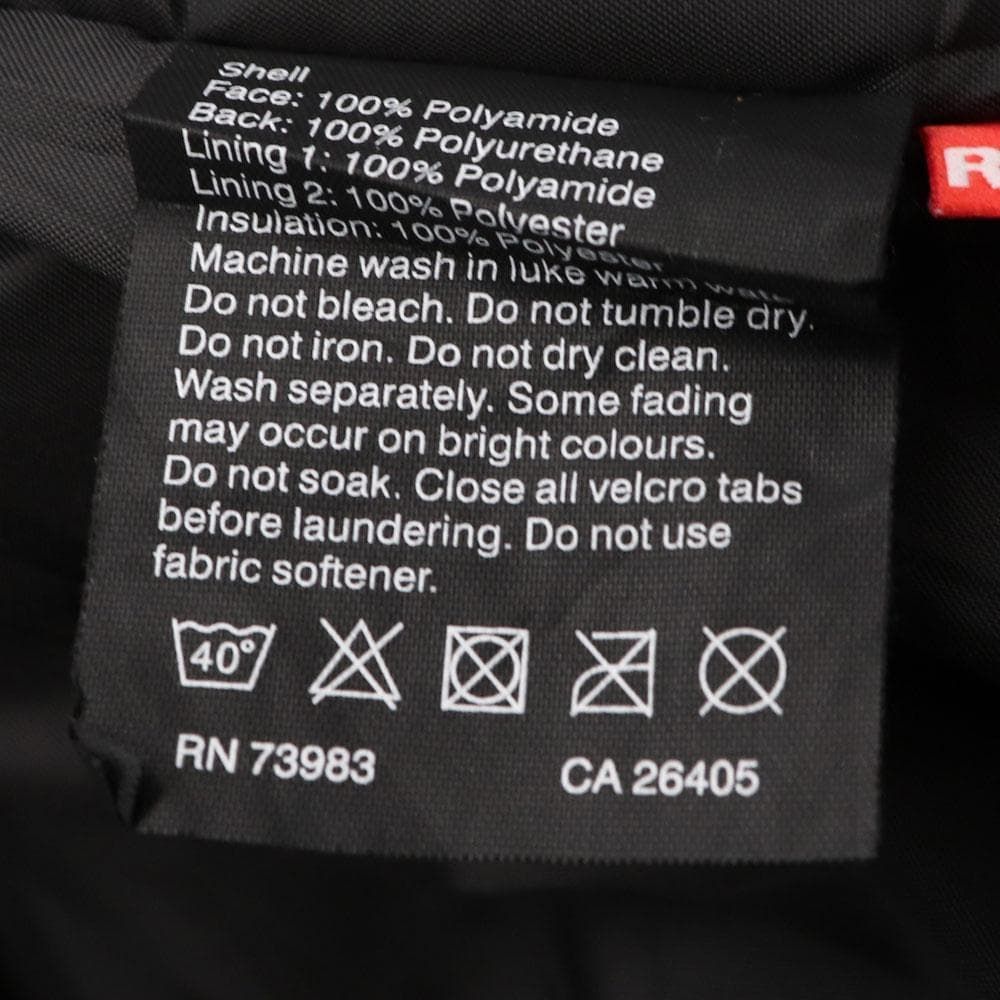 Shell
Face: 100% Polyamide
Back: 100% Polyurethane
Lining 1: 100% Polyamide
Lining 2: 100% Polyester
Insulation: 100% Polyester
Machine wash in luke warm
Do not bleach. Do not tumble dry.
Do not iron. Do not dry clean.
Wash separately. Some fading
may occur on bright colours.
Do not soak. Close all velcro tabs
before laundering. Do not use
fabric softener.
40°
RN 73983
CA 26405
R